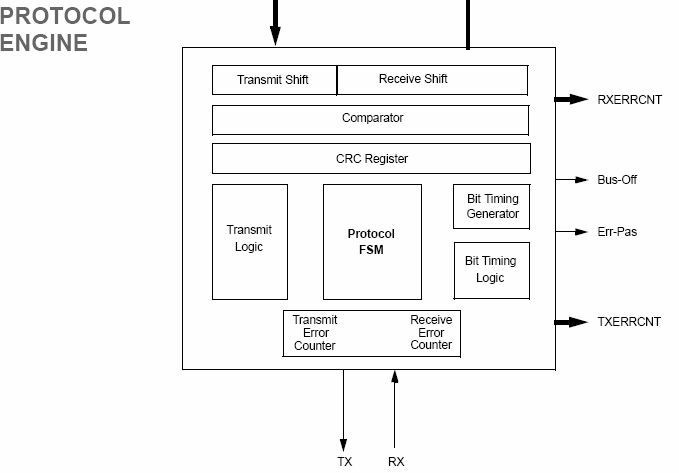 PROTOCOL
ENGINE
Transmit Shift
Receive Shift
RXERRCNT
Comparator
CRC Register
Bus-Off
Transmit
Logic
Protocol
FSM
Bit Timing
Generator
Err-Pas
Bit Timing
Logic
Transmit
Error
Counter
Receive
Error
Counter
TXERRCNT
TX
RX